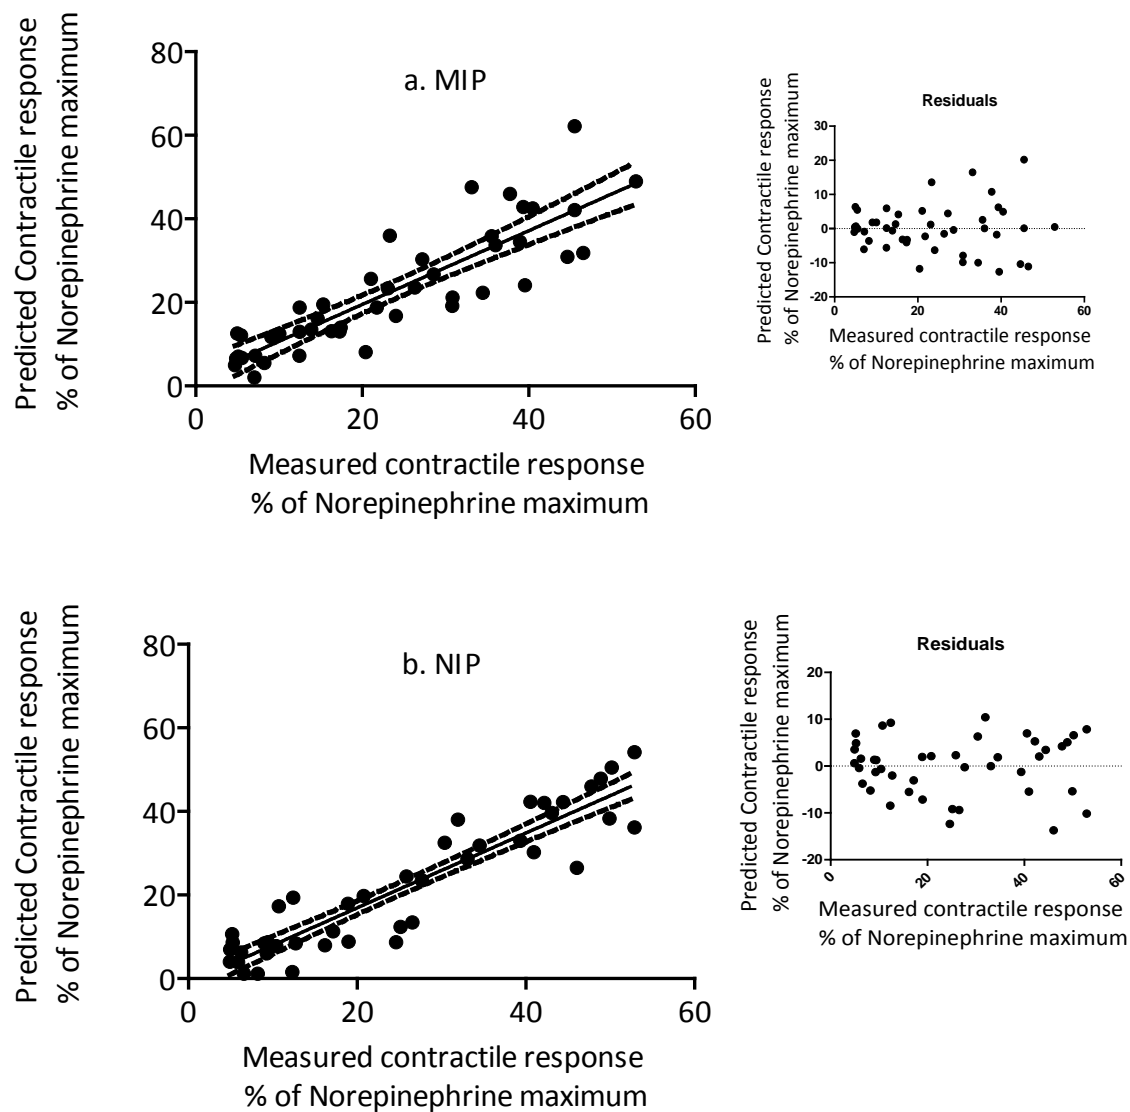 Predicted Contractile response
% of Norepinephrine maximum
80
60
40
20
0
a. MIP
0
20
40
60
Measured contractile response
% of Norepinephrine maximum
Predicted Contractile response
% of Norepinephrine maximum
Residuals
30
20
10
0
-10
-20
0
20
40
60
Measured contractile response
% of Norepinephrine maximum
Predicted Contractile response
% of Norepinephrine maximum
80
60
40
20
0
b. NIP
0
20
40
60
Measured contractile response
% of Norepinephrine maximum
Predicted Contractile response
% of Norepinephrine maximum
Residuals
20
10
0
-10
-20
0
20
40
60
Measured contractile response
% of Norepinephrine maximum